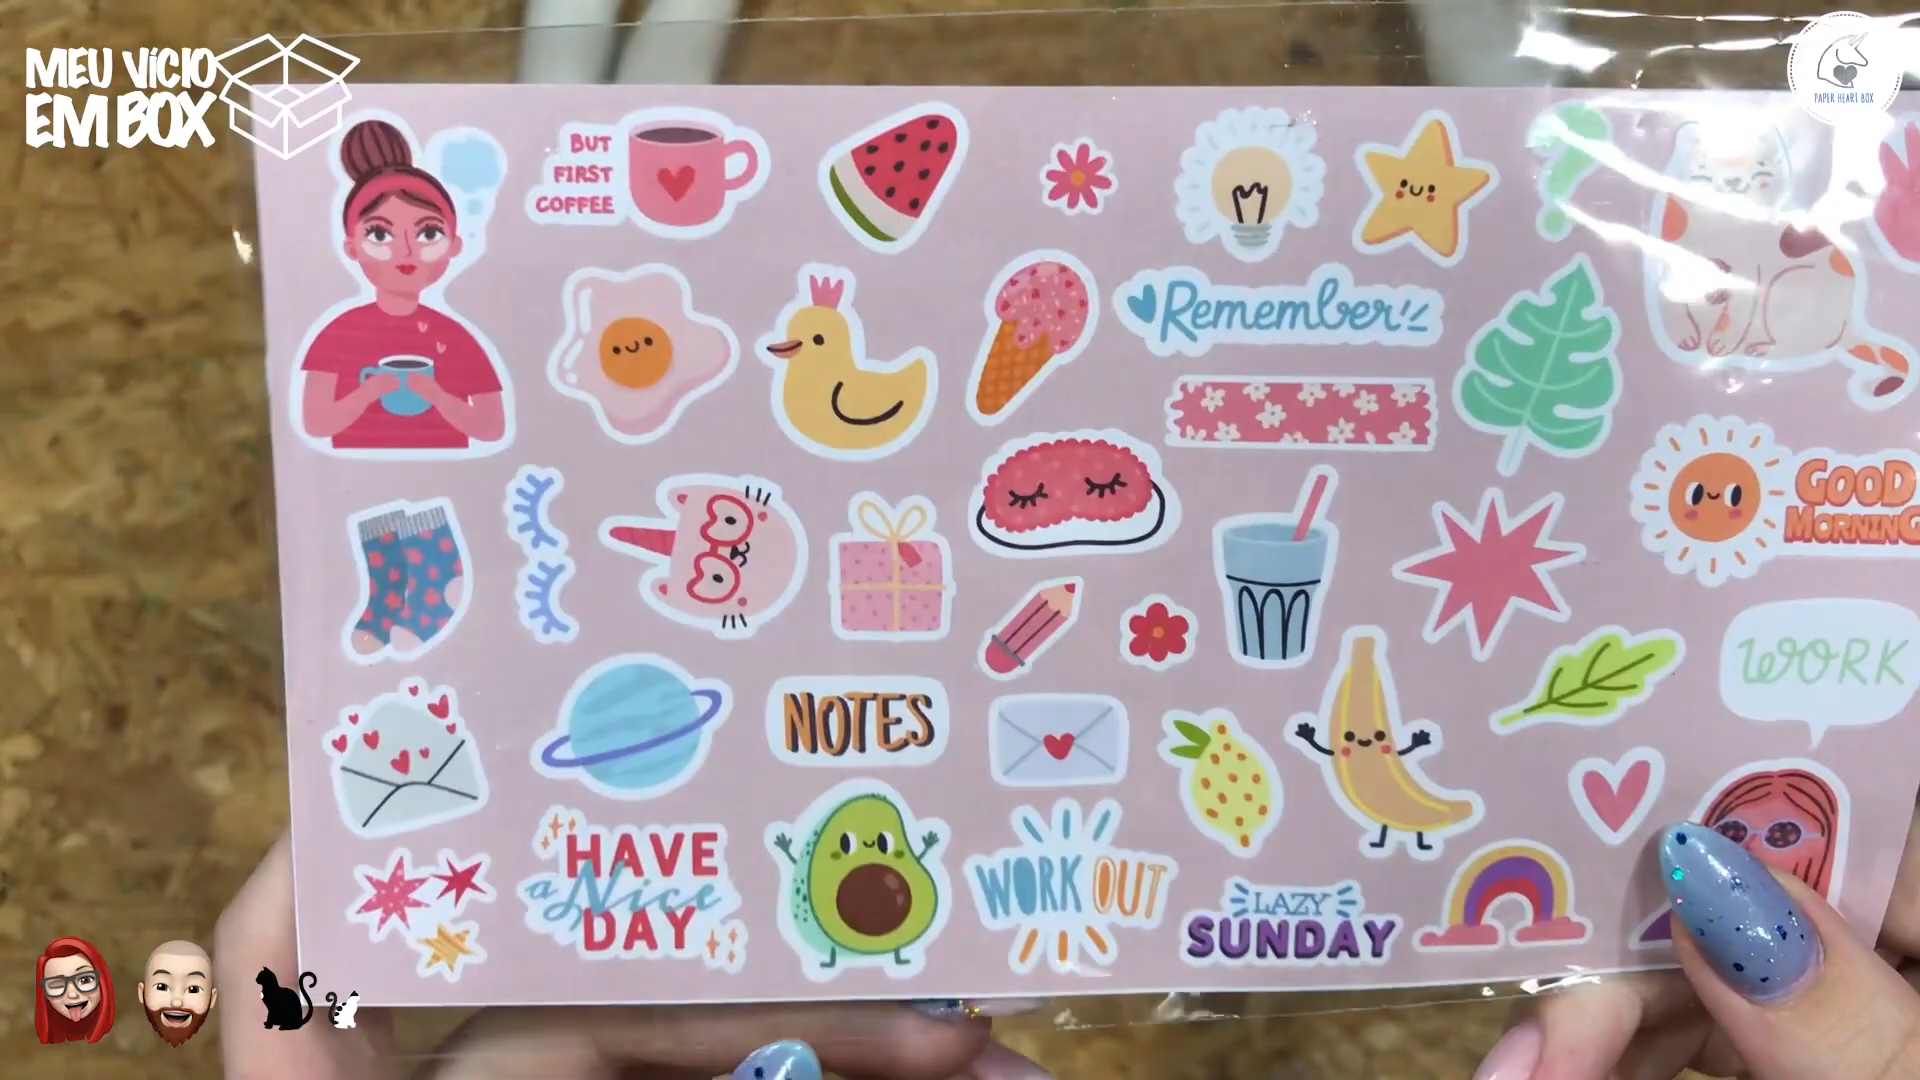 MEU VÍCIO
EM BOX
PAPER HEART BOX
BUT
FIRST
COFFEE
Remember
GOOD
MORNING
WORK
NOTES
HAVE
a Nice
DAY
WORK OUT
LAZY
SUNDAY